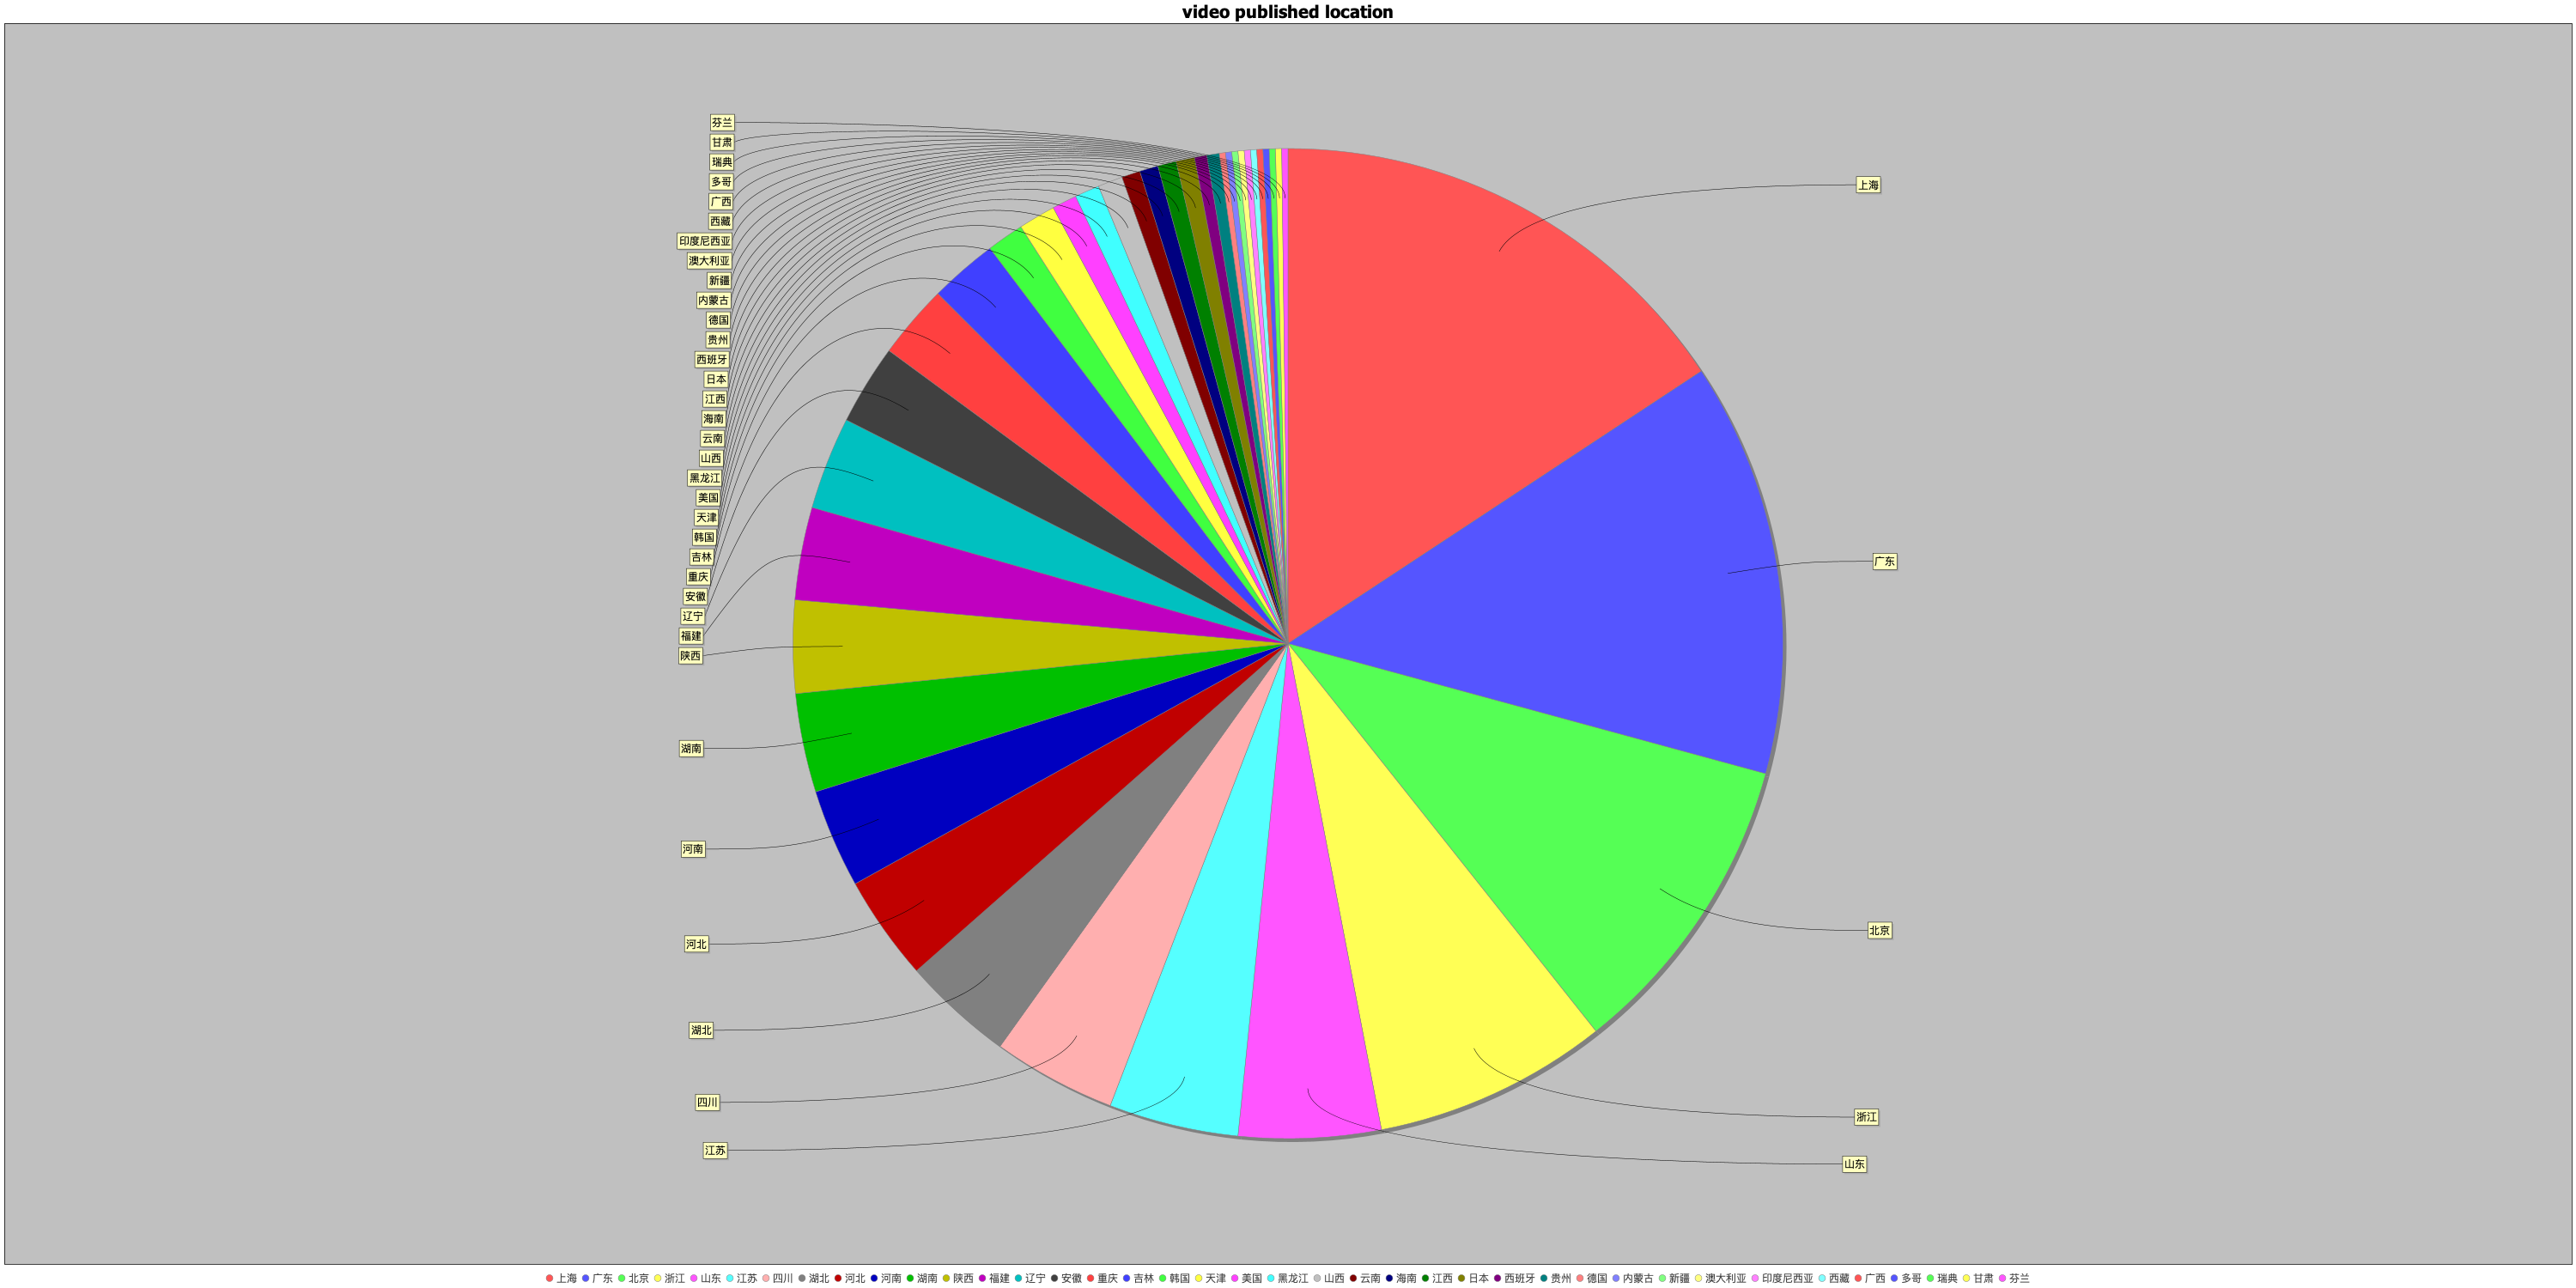 video published location
芬兰
甘肃
瑞典
多哥
广西
西藏
印度尼西亚
澳大利亚
新疆
内蒙古
德国
贵州
西班牙
日本
江西
海南
云南
山西
黑龙江
美国
天津
韩国
吉林
重庆
安徽
辽宁
福建
陕西
湖南
河南
河北
湖北
四川
江苏
上海
广东
北京
浙江
山东
上海 广东 北京 浙江 山东 江苏 四川 湖北 河北 河南 湖南 陕西 福建 辽宁 安徽 重庆 吉林 韩国 天津 美国 黑龙江 山西 云南 海南 江西 日本 西班牙 贵州 德国 内蒙古 新疆 澳大利亚 印度尼西亚 西藏 广西 多哥 瑞典 甘肃 芬兰